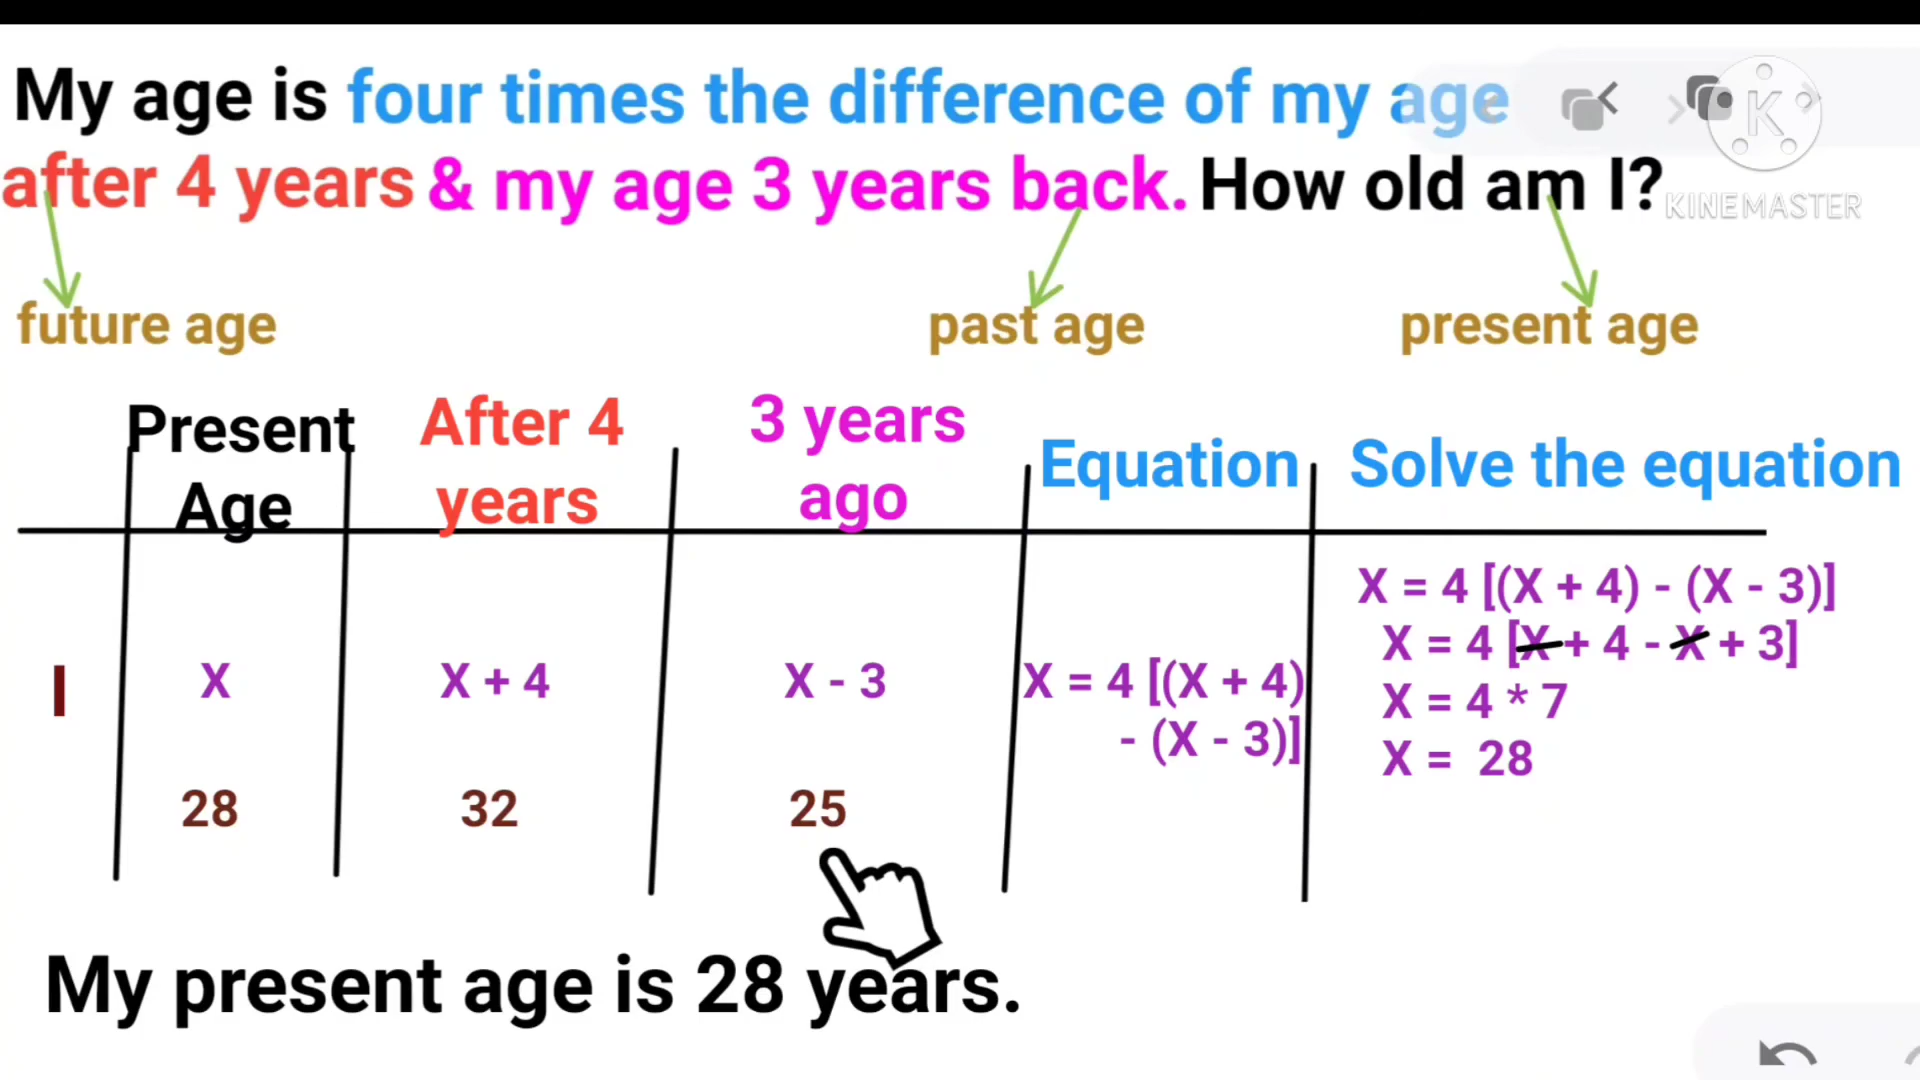 My age is four times the difference of my age
after 4 years & my age 3 years back. How old am I?
K
KINEMASTER
future age
past age
present age
Present
Age
After 4
years
3 years
ago
Equation
Solve the equation
I
X
X + 4
X - 3
X = 4 [(X + 4)
- (X - 3)]
X = 4 [(X + 4) - (X - 3)]
X = 4 [X + 4 - X + 3]
X = 4 * 7
X = 28
28
32
25
My present age is 28 years.